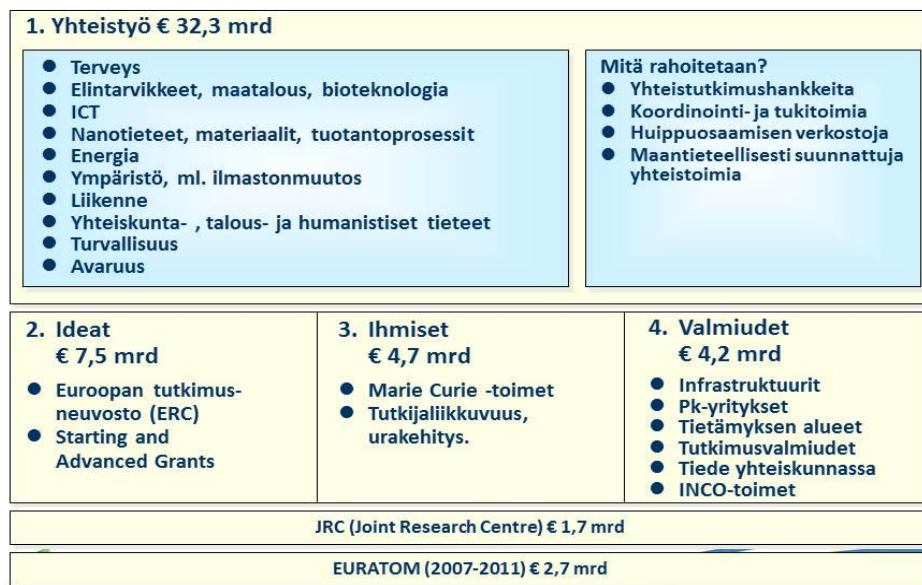 1. Yhteistyö € 32,3 mrd
Terveys
Elintarvikkeet, maatalous, bioteknologia
ICT
Nanotieteet, materiaalit, tuotantoprosessit
Energia
Ympäristö, ml. ilmastonmuutos
Liikenne
Yhteiskunta- , talous- ja humanistiset tieteet
Turvallisuus
Avaruus
Mitä rahoitetaan?
Yhteistutkimushankkeita
Koordinointi- ja tukitoimia
Huippuosaamisen verkostoja
Maantieteellisesti suunnattuja
yhteistoimia
2. Ideat
€ 7,5 mrd
Euroopan tutkimus-
neuvosto (ERC)
Starting and
Advanced Grants
3. Ihmiset
€ 4,7 mrd
Marie Curie -toimet
Tutkijaliikkuvuus,
urakehitys.
4. Valmiudet
€ 4,2 mrd
Infrastruktuurit
Pk-yritykset
Tietämyksen alueet
Tutkimusvalmiudet
Tiede yhteiskunnassa
INCO-toimet
JRC (Joint Research Centre) € 1,7 mrd
EURATOM (2007-2011) € 2,7 mrd